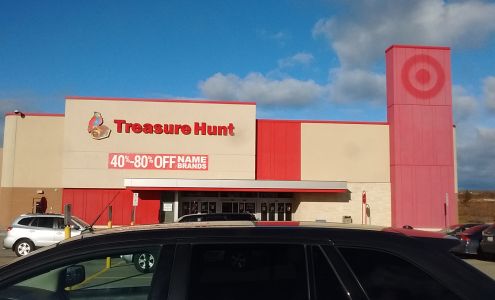 Treasure Hunt
40%-80% OFF NAME
BRANDS